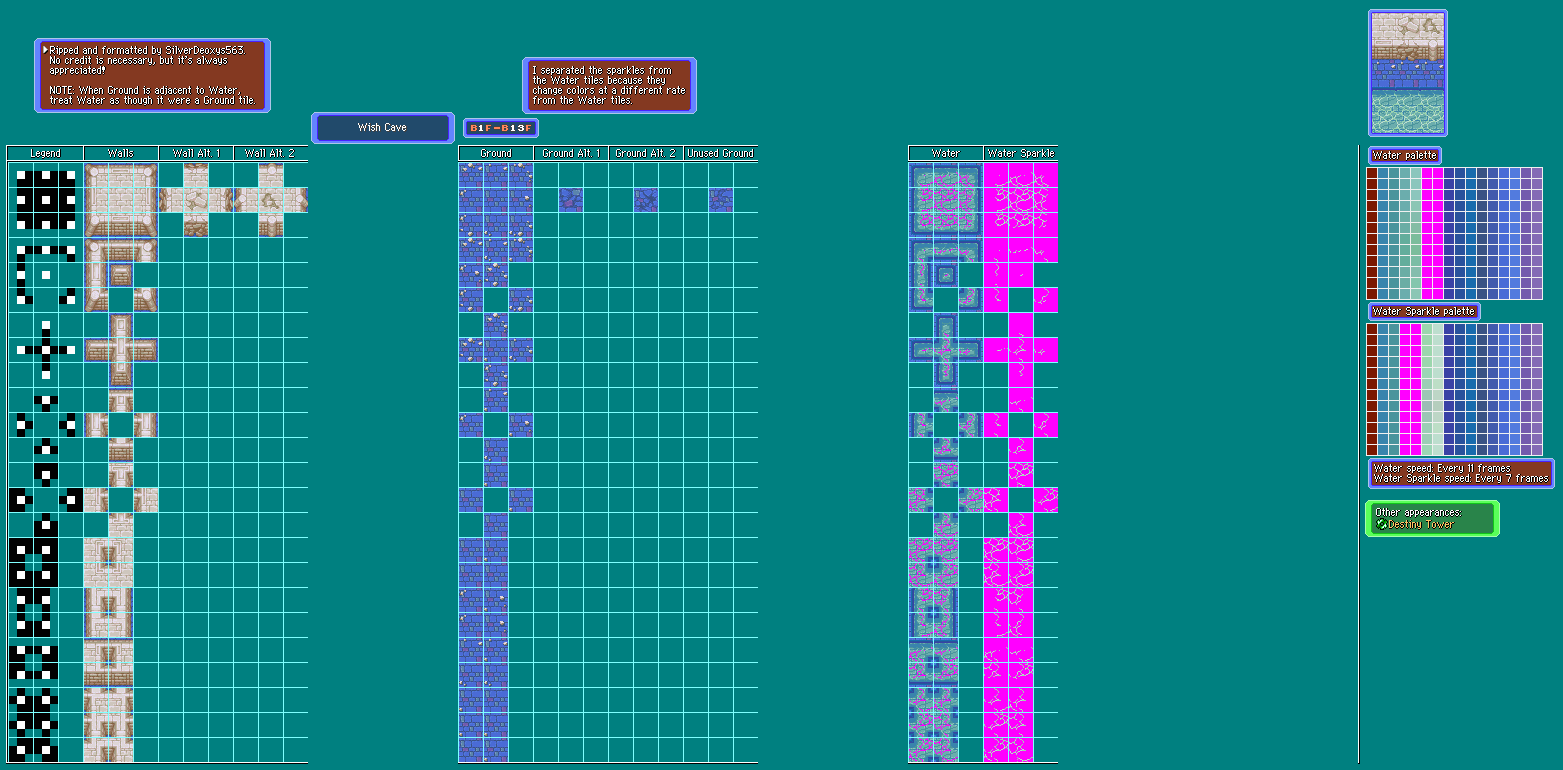 Ripped and formatted by SilverDeoxys563.
No credit is necessary, but it's always
appreciated!
NOTE: When Ground is adjacent to Water,
treat Water as though it were a Ground tile.
I separated the sparkles from
the Water tiles because they
change colors at a different rate
from the Water tiles.
Wish Cave
B1F-B13F
Legend
Walls
Wall Alt. 1
Wall Alt. 2
Ground
Ground Alt. 1
Ground Alt. 2
Unused Ground
Water
Water Sparkle
Water palette
Water Sparkle palette
Water speed: Every 11 frames
Water Sparkle speed: Every 7 frames
Other appearances:
Destiny Tower